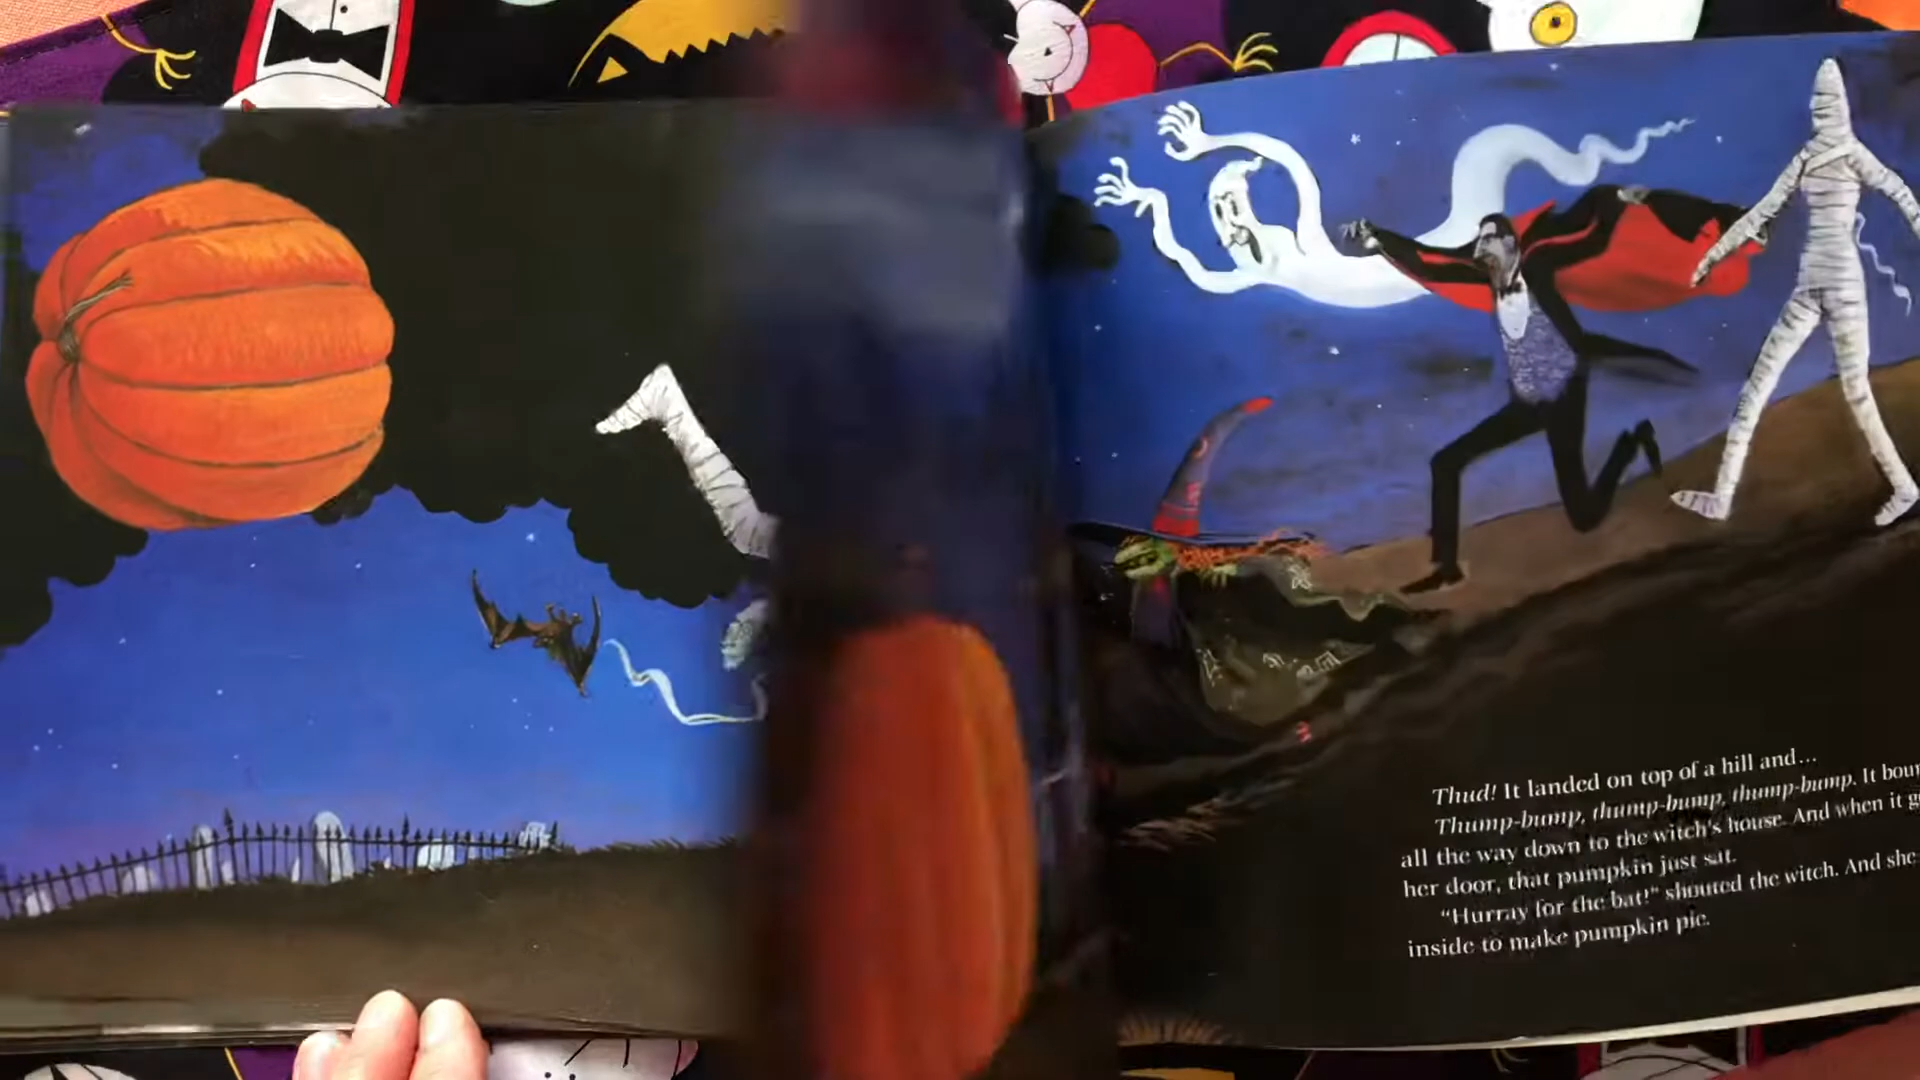 Thud! It landed on top of a hill and...
Thump-bump, thump-bump, thump-bump. It
all the way down to the witch's house. And when it
her door, that pumpkin just sat.
"Hurray for the bat!" shouted the witch. And she
inside to make pumpkin pie.